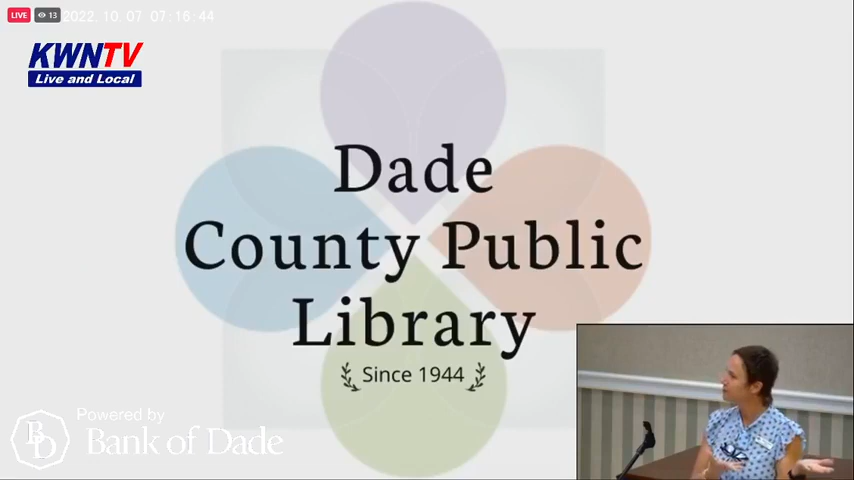 LIVE 13 2022.10.07 07:16:44
KWNTV
Live and Local
Dade
County Public
Library
Since 1944
Powered by
BD Bank of Dade